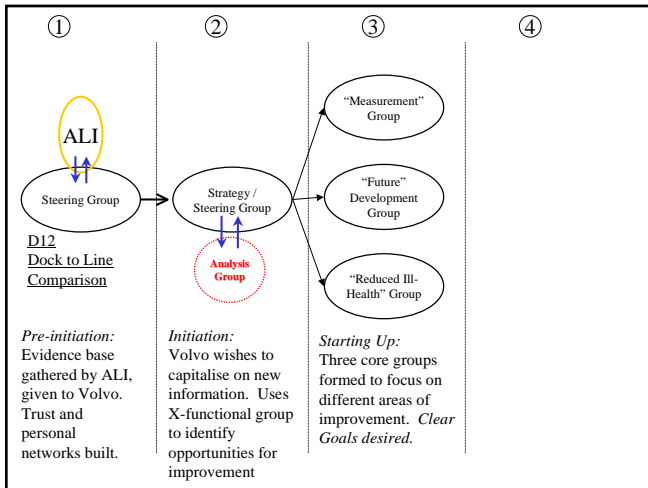 ① ② ③ ④
ALI
Steering Group
D12
Dock to Line
Comparison
Strategy /
Steering Group
Analysis
Group
“Measurement”
Group
“Future”
Development
Group
“Reduced Ill-
Health” Group
Pre-initiation:
Evidence base
gathered by ALI,
given to Volvo.
Trust and
personal
networks built.
Initiation:
Volvo wishes to
capitalise on new
information. Uses
X-functional group
to identify
opportunities for
improvement
Starting Up:
Three core groups
formed to focus on
different areas of
improvement. Clear
Goals desired.